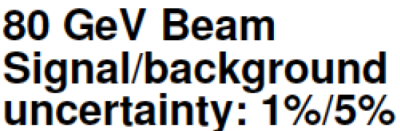 80 GeV Beam
Signal/background
uncertainty: 1%/5%